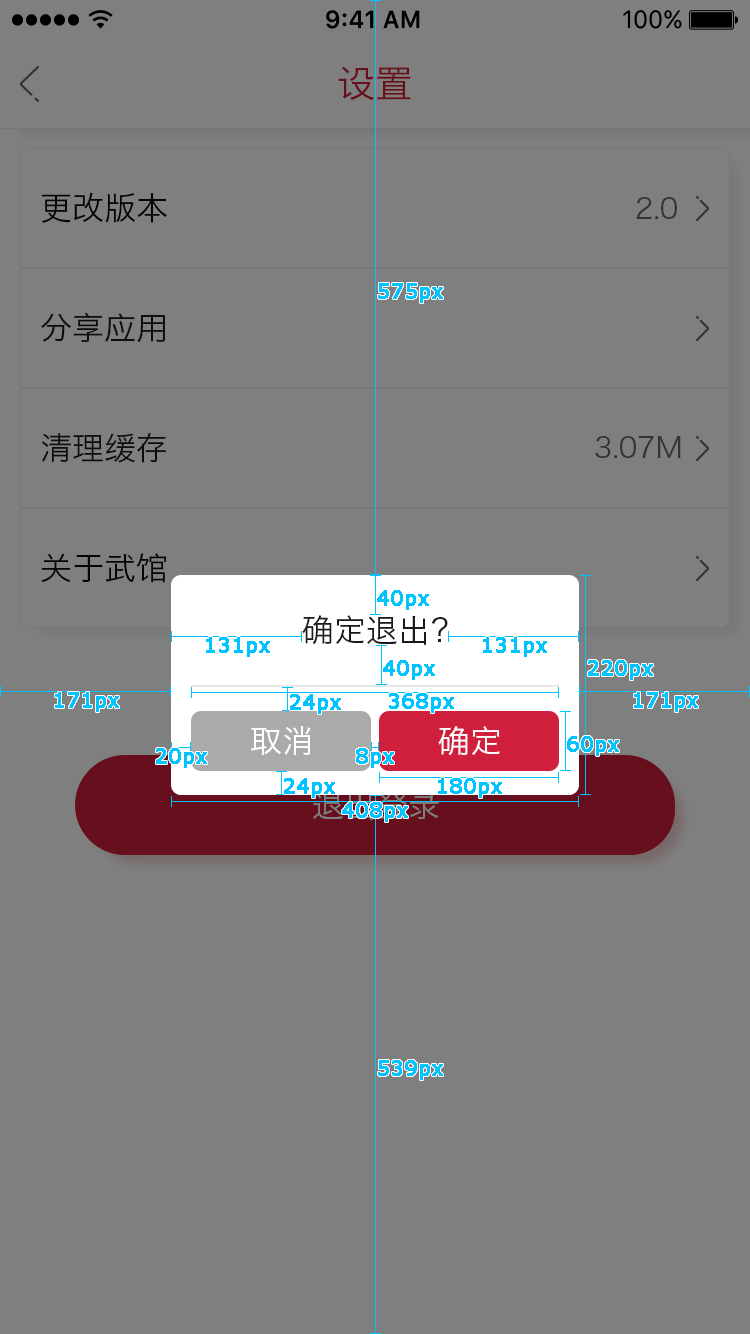 9:41 AM 100%
设置
更改版本 2.0
575px
分享应用
清理缓存 3.07M
关于武馆
40px
确定退出?
131px 131px
40px 220px
171px 24px 368px 171px
取消 确定
20px 8px 60px
24px 180px
退出登录
408px
539px